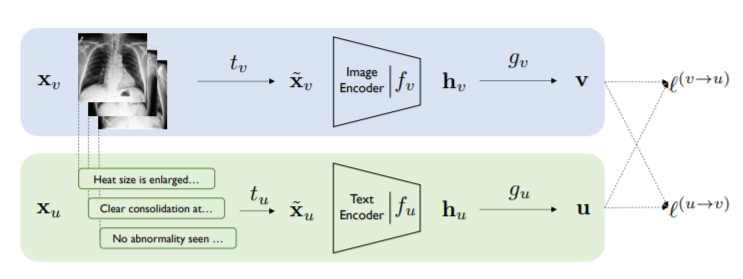 x_v t_v x̃_v Image Encoder f_v h_v g_v v ℓ^(v→u)
Heat size is enlarged…
x_u Clear consolidation at… t_u x̃_u Text Encoder f_u h_u g_u u ℓ^(u→v)
No abnormality seen …